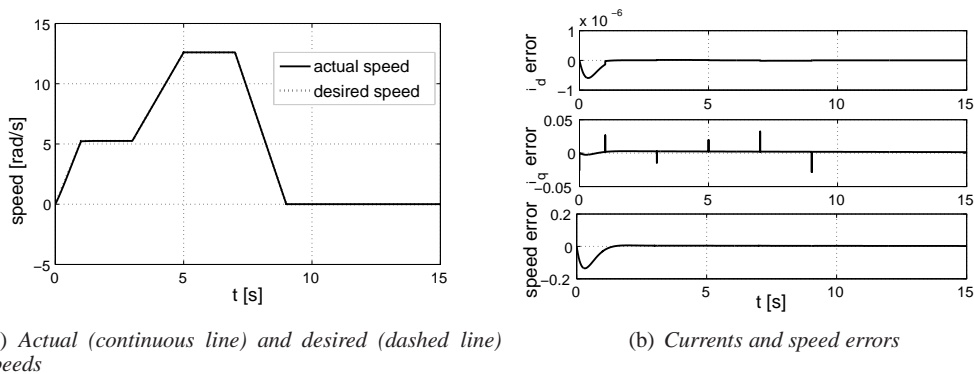 15
10
5
0
−5
0
5
10
15
speed [rad/s]
t [s]
actual speed
desired speed
x 10 −6
1
0
−1
i d error
0
5
10
15
0.05
0
−0.05
i q error
0
5
10
15
0.2
0
−0.2
speed error
0
5
10
15
t [s]
) Actual (continuous line) and desired (dashed line)
peeds
(b) Currents and speed errors